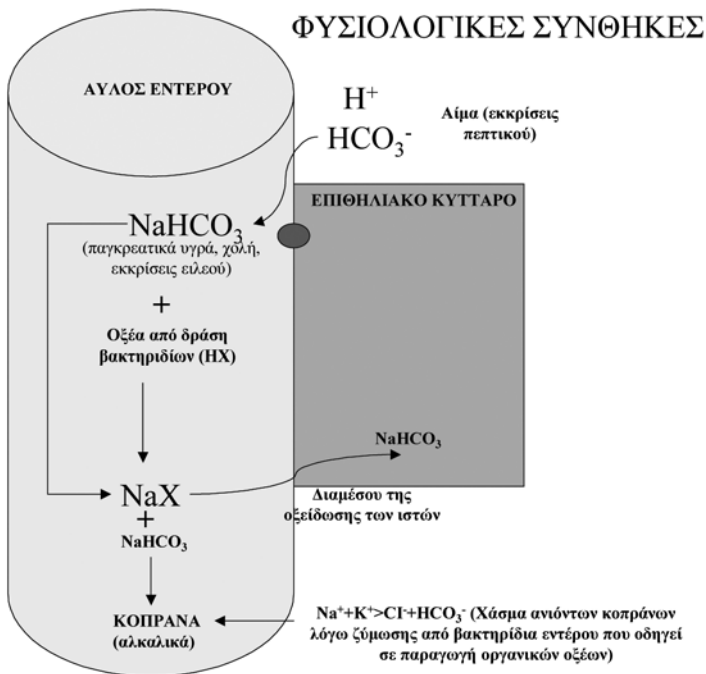 ΦΥΣΙΟΛΟΓΙΚΕΣ ΣΥΝΘΗΚΕΣ
ΑΥΛΟΣ ΕΝΤΕΡΟΥ
H⁺
HCO₃⁻
Αίμα (εκκρίσεις
πεπτικού)
ΕΠΙΘΗΛΙΑΚΟ ΚΥΤΤΑΡΟ
NaHCO₃
(παγκρεατικά υγρά, χολή,
εκκρίσεις ειλεού)
+
Οξέα από δράση
βακτηριδίων (HX)
NaHCO₃
NaX
+
NaHCO₃
Διαμέσου της
οξείδωσης των ιστών
ΚΟΠΡΑΝΑ
(αλκαλικά)
Na⁺+K⁺>Cl⁻+HCO₃⁻ (Χάσμα ανιόντων κοπράνων
λόγω ζύμωσης από βακτηρίδια εντέρου που οδηγεί
σε παραγωγή οργανικών οξέων)